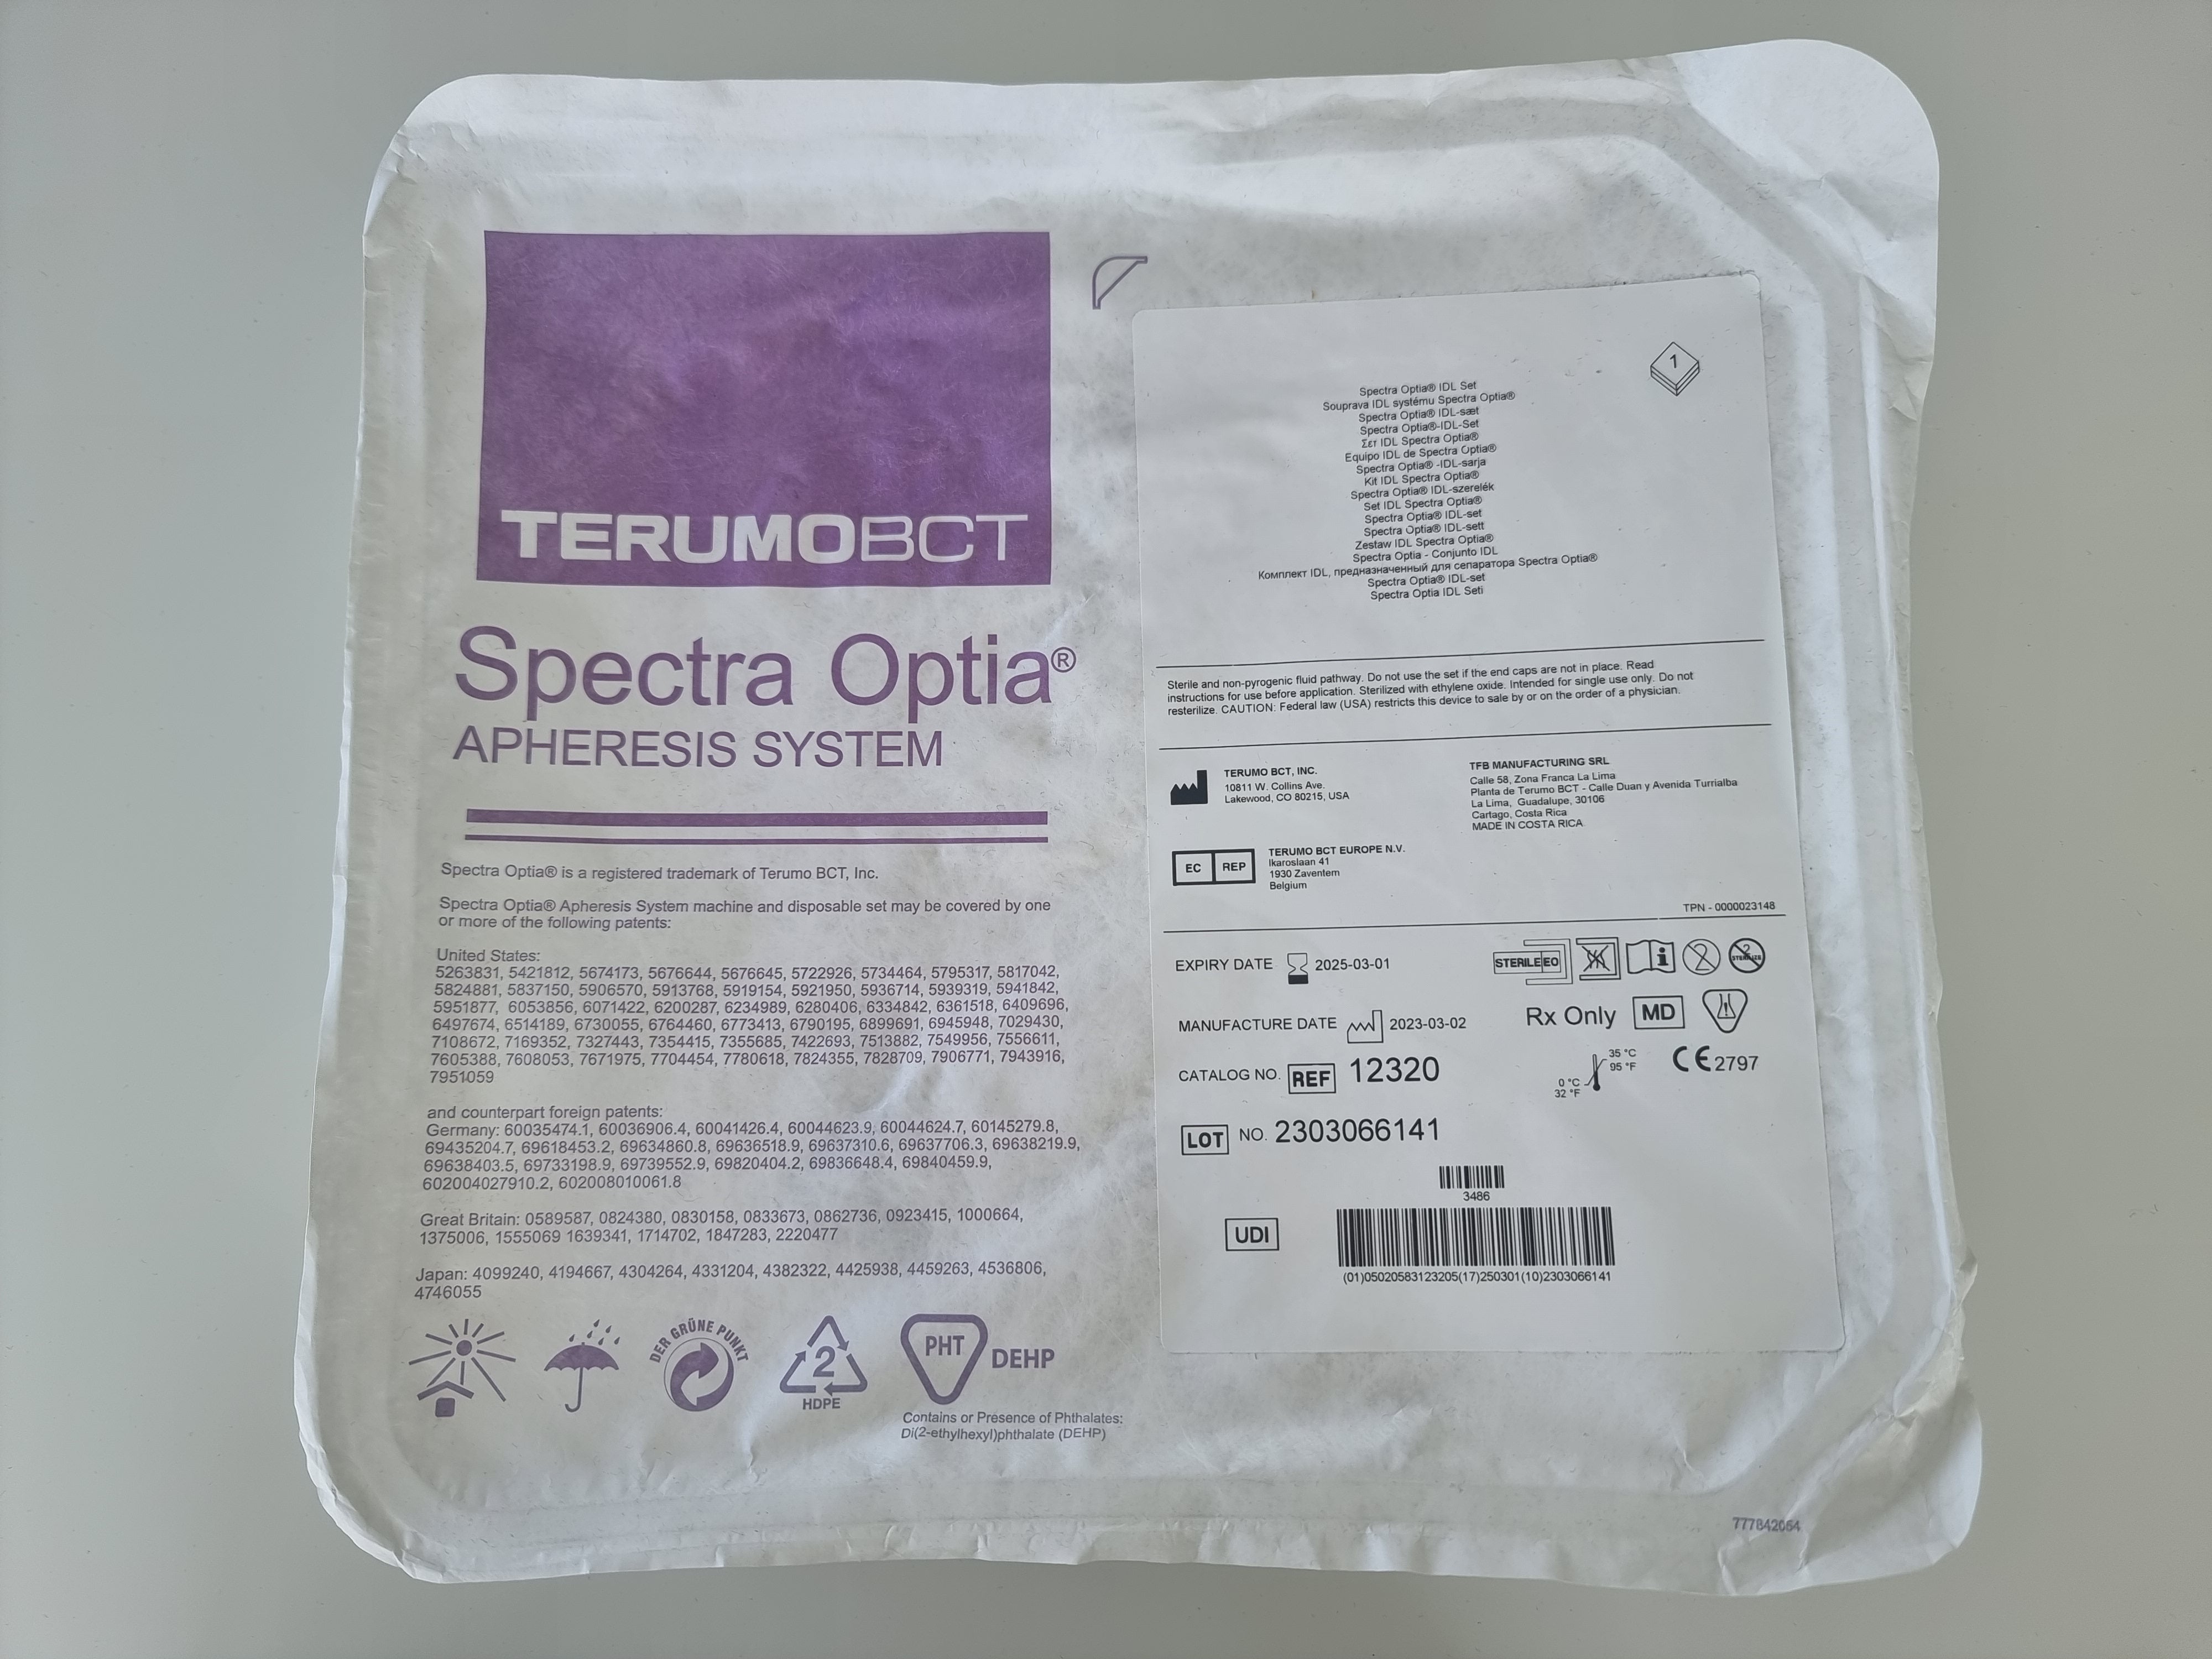 TERUMOBCT
Spectra Optia®
APHERESIS SYSTEM
Spectra Optia® is a registered trademark of Terumo BCT, Inc.
Spectra Optia® Apheresis System machine and disposable set may be covered by one
or more of the following patents:
United States:
5263831, 5421812, 5674173, 5676644, 5676645, 5722926, 5734464, 5795317, 5817042,
5824881, 5837150, 5906570, 5913768, 5919154, 5921950, 5936714, 5939319, 5941842,
5951877, 6053856, 6071422, 6200287, 6234989, 6280406, 6334842, 6361518, 6409696,
6497674, 6514189, 6730055, 6764460, 6773413, 6790195, 6899691, 6945948, 7029430,
7108672, 7169352, 7327443, 7354415, 7355685, 7422693, 7513882, 7549956, 7556611,
7605388, 7608053, 7671975, 7704454, 7780618, 7824355, 7828709, 7906771, 7943916,
7951059
and counterpart foreign patents:
Germany: 60035474.1, 60036906.4, 60041426.4, 60044623.9, 60044624.7, 60145279.8,
69435204.7, 69618453.2, 69634860.8, 69636518.9, 69637310.6, 69637706.3, 69638219.9,
69638403.5, 69733198.9, 69739552.9, 69820404.2, 69836648.4, 69840459.9,
602004027910.2, 602008010061.8
Great Britain: 0589587, 0824380, 0830158, 0833673, 0862736, 0923415, 1000664,
1375006, 1555069 1639341, 1714702, 1847283, 2220477
Japan: 4099240, 4194667, 4304264, 4331204, 4382322, 4425938, 4459263, 4536806,
4746055
DER GRÜNE PUNKT
2
HDPE
PHT
DEHP
Contains or Presence of Phthalates:
Di(2-ethylhexyl)phthalate (DEHP)
1
Spectra Optia® IDL Set
Souprava IDL systému Spectra Optia®
Spectra Optia® IDL-sæt
Spectra Optia®-IDL-Set
Σετ IDL Spectra Optia®
Equipo IDL de Spectra Optia®
Spectra Optia® -IDL-sarja
Kit IDL Spectra Optia®
Spectra Optia® IDL-szerelék
Set IDL Spectra Optia®
Spectra Optia® IDL-set
Spectra Optia® IDL-sett
Zestaw IDL Spectra Optia®
Spectra Optia - Conjunto IDL
Комплект IDL, предназначенный для сепаратора Spectra Optia®
Spectra Optia® IDL-set
Spectra Optia IDL Seti
Sterile and non-pyrogenic fluid pathway. Do not use the set if the end caps are not in place. Read
instructions for use before application. Sterilized with ethylene oxide. Intended for single use only. Do not
resterilize. CAUTION: Federal law (USA) restricts this device to sale by or on the order of a physician.
TERUMO BCT, INC.
10811 W. Collins Ave.
Lakewood, CO 80215, USA
TFB MANUFACTURING SRL
Calle 58, Zona Franca La Lima
Planta de Terumo BCT - Calle Duan y Avenida Turrialba
La Lima, Guadalupe, 30106
Cartago, Costa Rica
MADE IN COSTA RICA
EC REP
TERUMO BCT EUROPE N.V.
Ikaroslaan 41
1930 Zaventem
Belgium
TPN - 0000023148
EXPIRY DATE 2025-03-01
STERILE EO
2
2
STERILIZE
MANUFACTURE DATE 2023-03-02
Rx Only MD
CATALOG NO. REF 12320
35 °C
95 °F
0 °C
32 °F
CE 2797
LOT NO. 2303066141
3486
UDI
(01)05020583123205(17)250301(10)2303066141
777842054